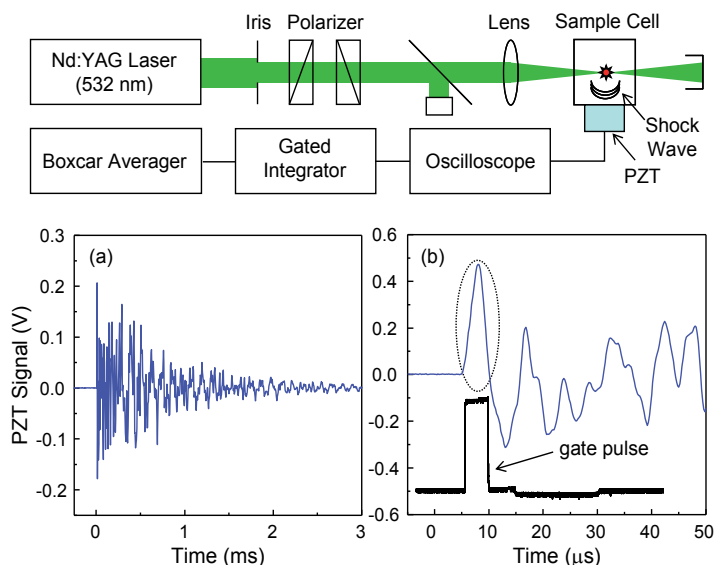 Iris
Polarizer
Lens
Sample Cell
Nd:YAG Laser
(532 nm)
Shock
Wave
PZT
Boxcar Averager
Gated
Integrator
Oscilloscope
(a)
PZT Signal (V)
0.3
0.2
0.1
0.0
-0.1
-0.2
0
1
2
3
Time (ms)
(b)
0.6
0.4
0.2
0.0
-0.2
-0.4
-0.6
gate pulse
0
10
20
30
40
50
Time (μs)